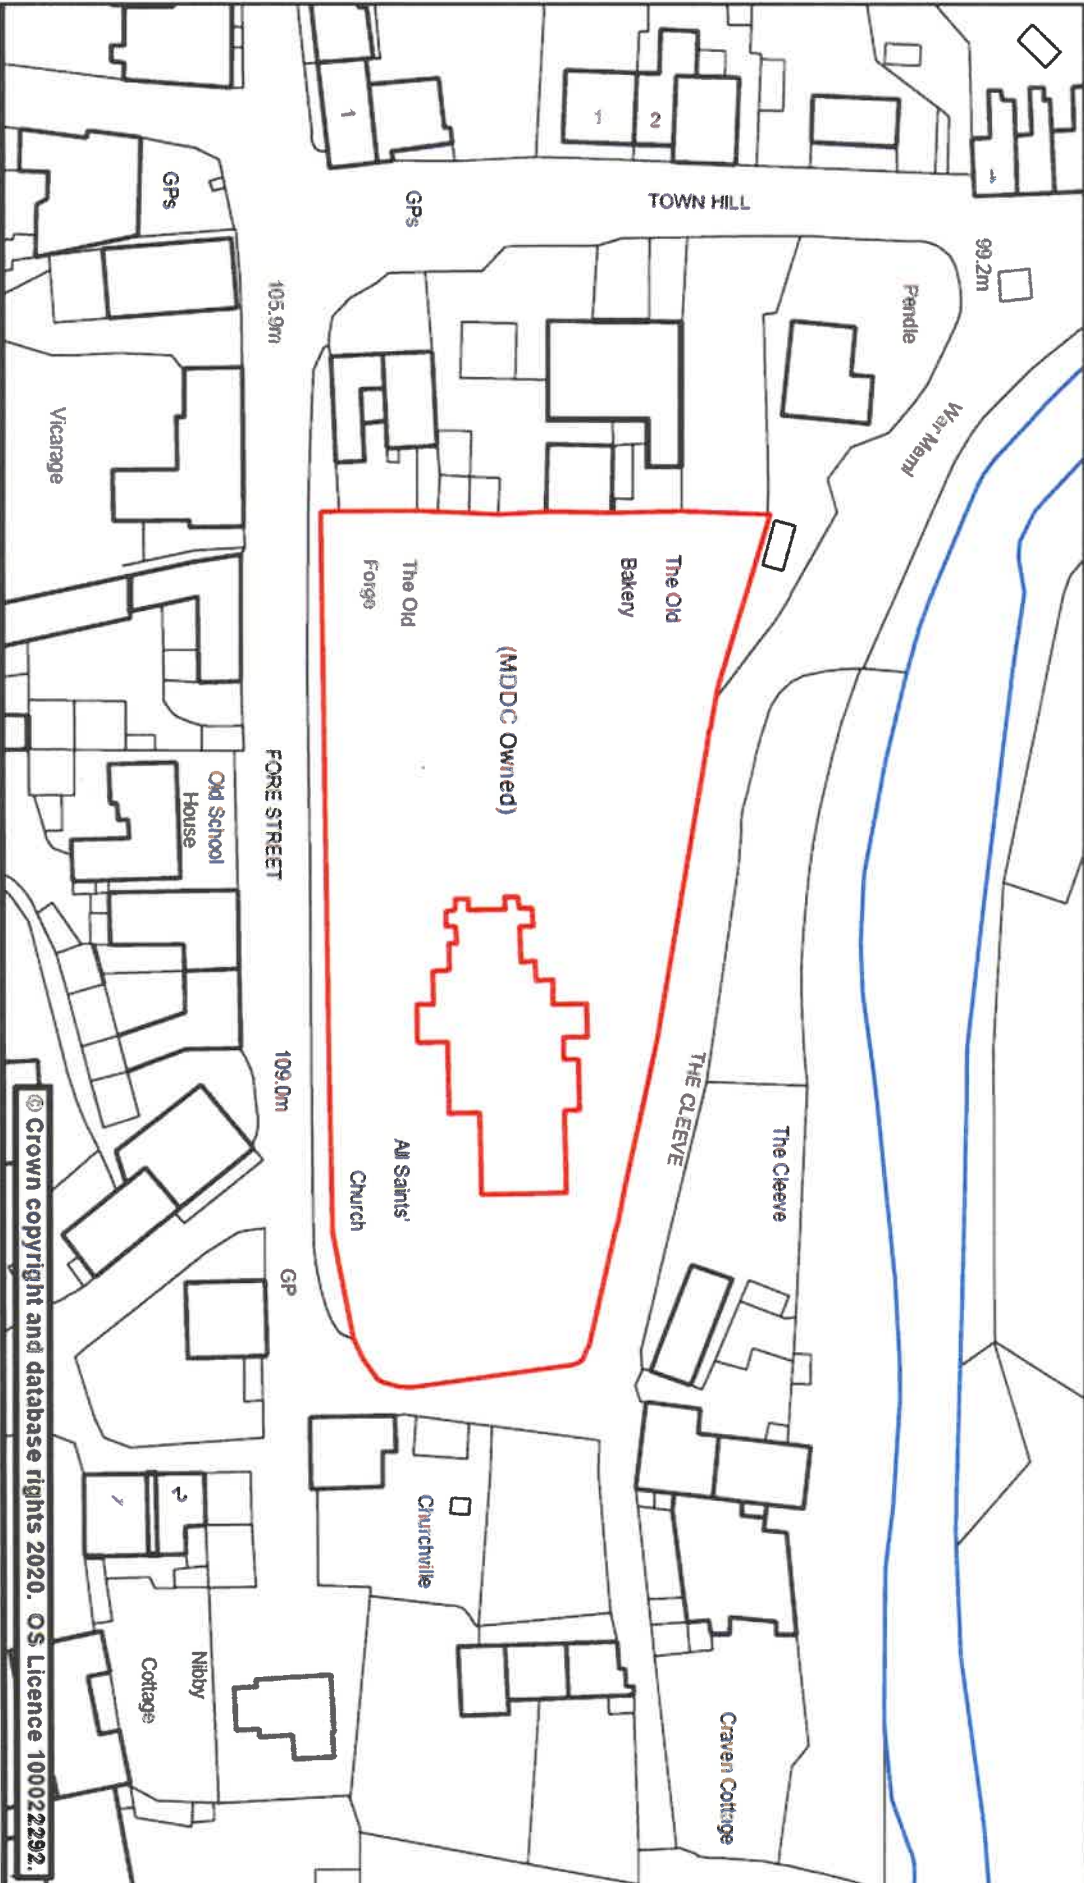 99.2m
War Meml
Pendle
The Cleeve
Craven Cottage
TOWN HILL
THE CLEEVE
The Old
Bakery
2
1
(MDDC Owned)
Churchville
GPs
The Old
Forge
All Saints'
Church
1
GP
109.0m
105.9m
FORE STREET
Old School
House
Nibby
Cottage
GPs
2
1
Vicarage
© Crown copyright and database rights 2020. OS Licence 100022292.